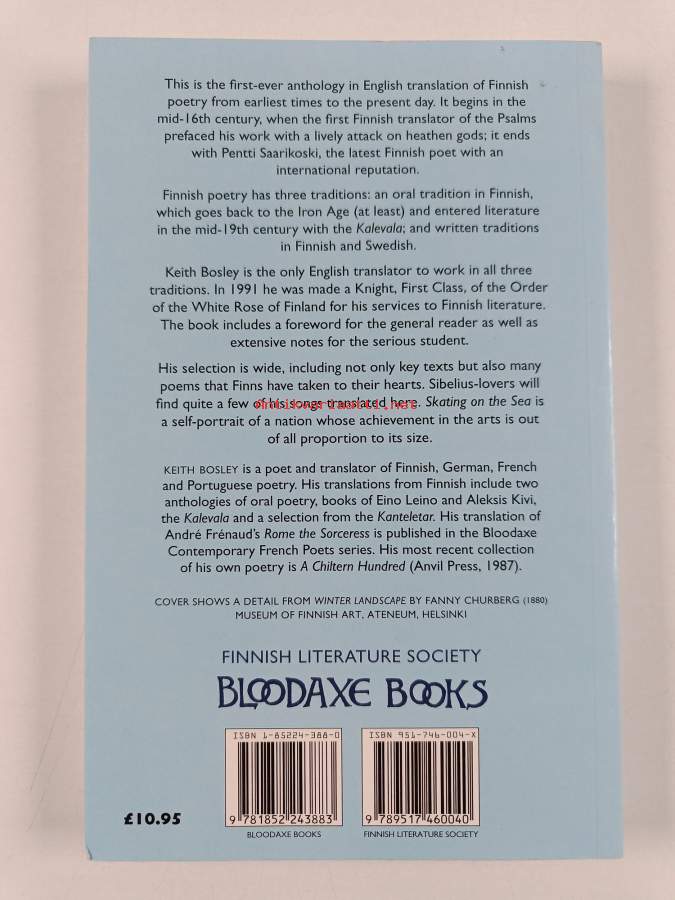 This is the first-ever anthology in English translation of Finnish
poetry from earliest times to the present day. It begins in the
mid-16th century, when the first Finnish translator of the Psalms
prefaced his work with a lively attack on heathen gods; it ends
with Pentti Saarikoski, the latest Finnish poet with an
international reputation.
Finnish poetry has three traditions: an oral tradition in Finnish,
which goes back to the Iron Age (at least) and entered literature
in the mid-19th century with the Kalevala; and written traditions
in Finnish and Swedish.
Keith Bosley is the only English translator to work in all three
traditions. In 1991 he was made a Knight, First Class, of the Order
of the White Rose of Finland for his services to Finnish literature.
The book includes a foreword for the general reader as well as
extensive notes for the serious student.
His selection is wide, including not only key texts but also many
poems that Finns have taken to their hearts. Sibelius-lovers will
find quite a few of his songs translated here. Skating on the Sea is
a self-portrait of a nation whose achievement in the arts is out
of all proportion to its size.
Antikvariaatti.net
KEITH BOSLEY is a poet and translator of Finnish, German, French
and Portuguese poetry. His translations from Finnish include two
anthologies of oral poetry, books of Eino Leino and Aleksis Kivi,
the Kalevala and a selection from the Kanteletar. His translation of
André Frénaud's Rome the Sorceress is published in the Bloodaxe
Contemporary French Poets series. His most recent collection
of his own poetry is A Chiltern Hundred (Anvil Press, 1987).
COVER SHOWS A DETAIL FROM WINTER LANDSCAPE BY FANNY CHURBERG (1880)
MUSEUM OF FINNISH ART, ATENEUM, HELSINKI
FINNISH LITERATURE SOCIETY
BLOODAXE BOOKS
ISBN 1-85224-388-0
9 781852 243883
BLOODAXE BOOKS
ISBN 951-746-004-X
9 789517 460040
FINNISH LITERATURE SOCIETY
£10.95